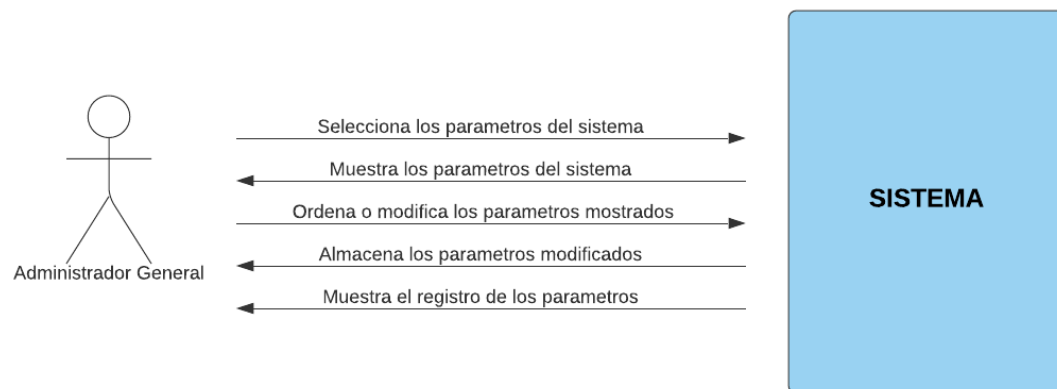 Selecciona los parametros del sistema
Muestra los parametros del sistema
Ordena o modifica los parametros mostrados
Almacena los parametros modificados
Muestra el registro de los parametros
Administrador General
SISTEMA